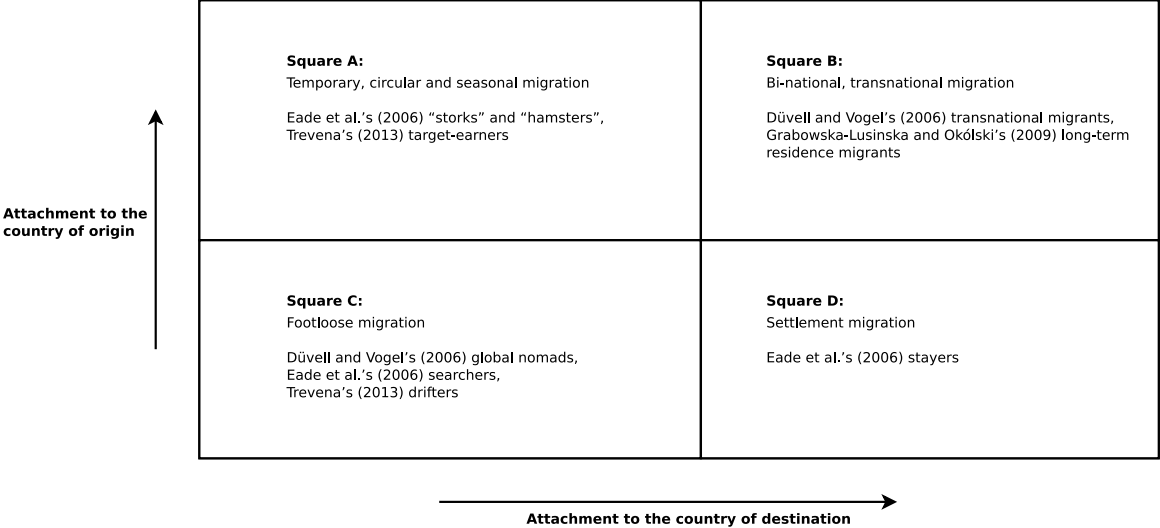 Square A:
Temporary, circular and seasonal migration
Eade et al.’s (2006) “storks” and “hamsters”,
Trevena’s (2013) target-earners
Square B:
Bi-national, transnational migration
Düvell and Vogel’s (2006) transnational migrants,
Grabowska-Lusinska and Okólski’s (2009) long-term
residence migrants
Attachment to the
country of origin
Square C:
Footloose migration
Düvell and Vogel’s (2006) global nomads,
Eade et al.’s (2006) searchers,
Trevena’s (2013) drifters
Square D:
Settlement migration
Eade et al.’s (2006) stayers
Attachment to the country of destination